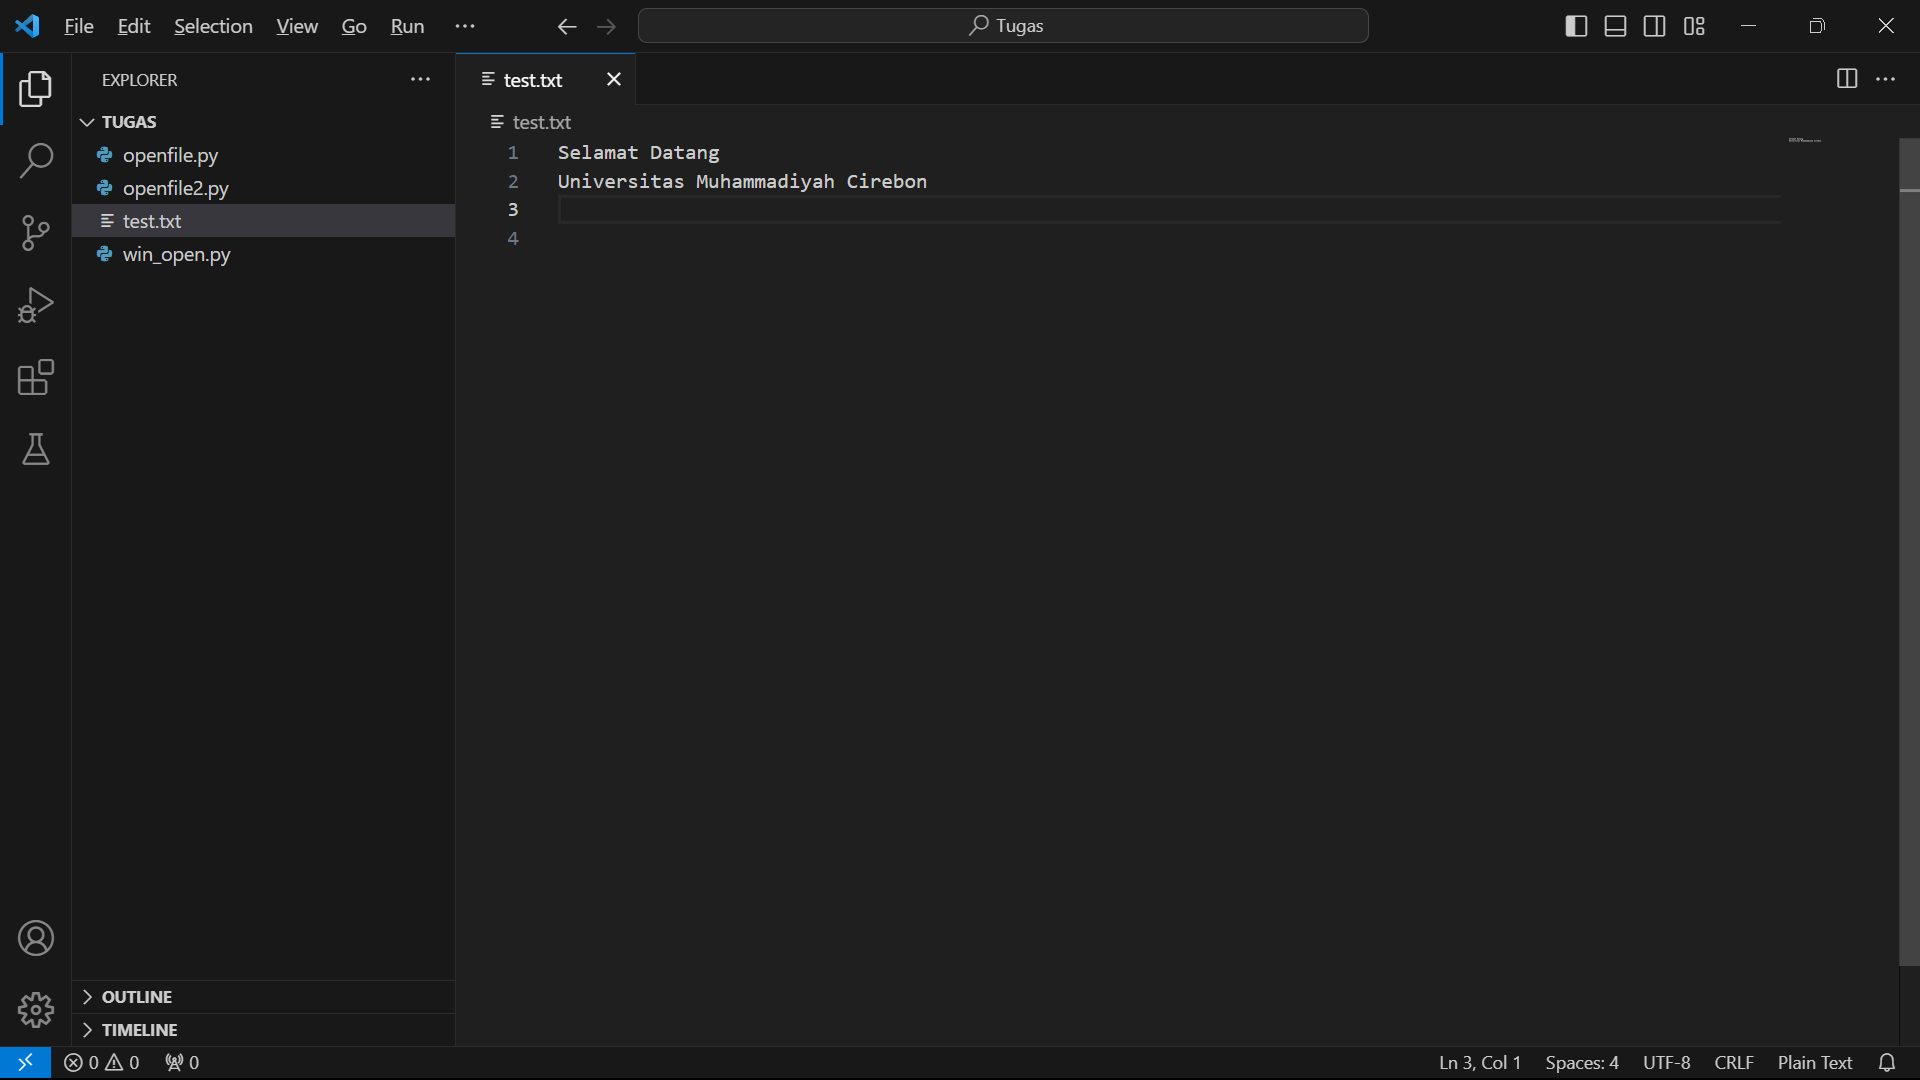 File Edit Selection View Go Run
Tugas
EXPLORER
TUGAS
openfile.py
openfile2.py
test.txt
win_open.py
OUTLINE
TIMELINE
test.txt
test.txt
1 Selamat Datang
2 Universitas Muhammadiyah Cirebon
3
4
0 0 0
Ln 3, Col 1 Spaces: 4 UTF-8 CRLF Plain Text